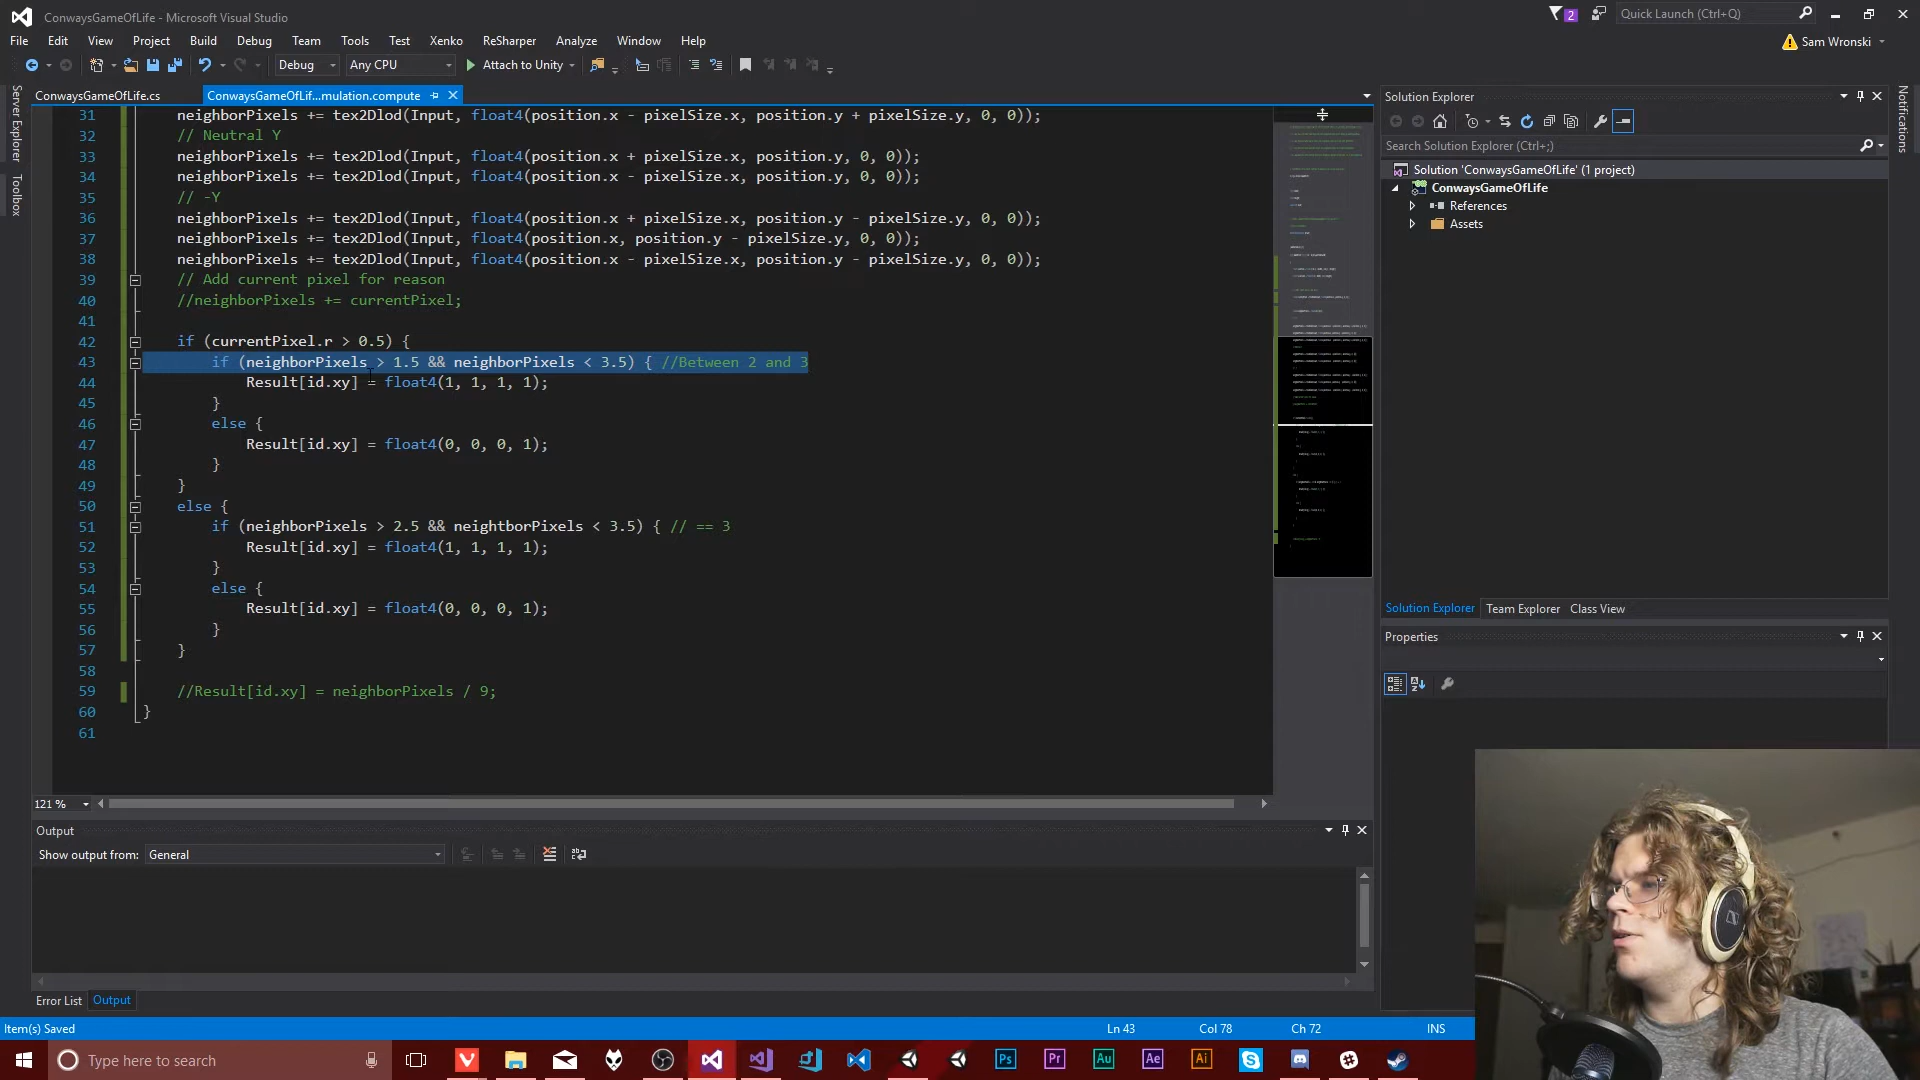 ConwaysGameOfLife - Microsoft Visual Studio
2
Quick Launch (Ctrl+Q)
File Edit View Project Build Debug Team Tools Test Xenko ReSharper Analyze Window Help
Sam Wronski
Debug Any CPU Attach to Unity
Server Explorer
Toolbox
ConwaysGameOfLife.cs ConwaysGameOfLif...mulation.compute
31 neighborPixels += tex2Dlod(Input, float4(position.x - pixelSize.x, position.y + pixelSize.y, 0, 0));
32 // Neutral Y
33 neighborPixels += tex2Dlod(Input, float4(position.x + pixelSize.x, position.y, 0, 0));
34 neighborPixels += tex2Dlod(Input, float4(position.x - pixelSize.x, position.y, 0, 0));
35 // -Y
36 neighborPixels += tex2Dlod(Input, float4(position.x + pixelSize.x, position.y - pixelSize.y, 0, 0));
37 neighborPixels += tex2Dlod(Input, float4(position.x, position.y - pixelSize.y, 0, 0));
38 neighborPixels += tex2Dlod(Input, float4(position.x - pixelSize.x, position.y - pixelSize.y, 0, 0));
39 // Add current pixel for reason
40 //neighborPixels += currentPixel;
41
42 if (currentPixel.r > 0.5) {
43 if (neighborPixels > 1.5 && neighborPixels < 3.5) { //Between 2 and 3
44 Result[id.xy] = float4(1, 1, 1, 1);
45 }
46 else {
47 Result[id.xy] = float4(0, 0, 0, 1);
48 }
49 }
50 else {
51 if (neighborPixels > 2.5 && neightborPixels < 3.5) { // == 3
52 Result[id.xy] = float4(1, 1, 1, 1);
53 }
54 else {
55 Result[id.xy] = float4(0, 0, 0, 1);
56 }
57 }
58
59 //Result[id.xy] = neighborPixels / 9;
60 }
61
121 %
Output
Show output from: General
Error List Output
Solution Explorer
Search Solution Explorer (Ctrl+;)
Solution 'ConwaysGameOfLife' (1 project)
ConwaysGameOfLife
References
Assets
Solution Explorer Team Explorer Class View
Properties
Notifications
Item(s) Saved Ln 43 Col 78 Ch 72 INS
Type here to search
Ps Pr Au Ae Ai